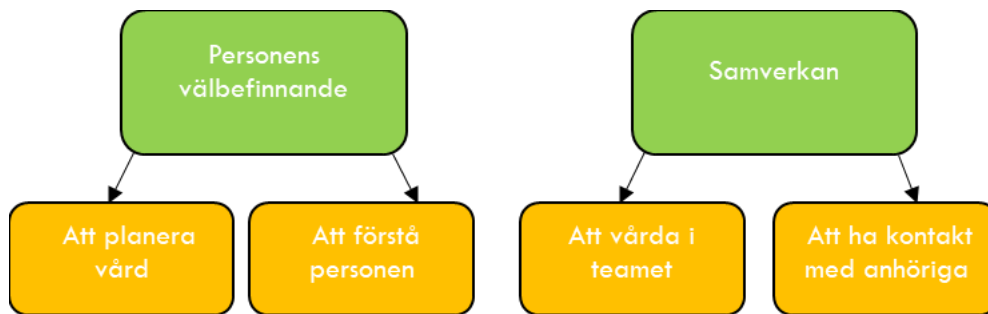 Personens
välbefinnande
Samverkan
Att planera
vård
Att förstå
personen
Att vårda i
teamet
Att ha kontakt
med anhöriga